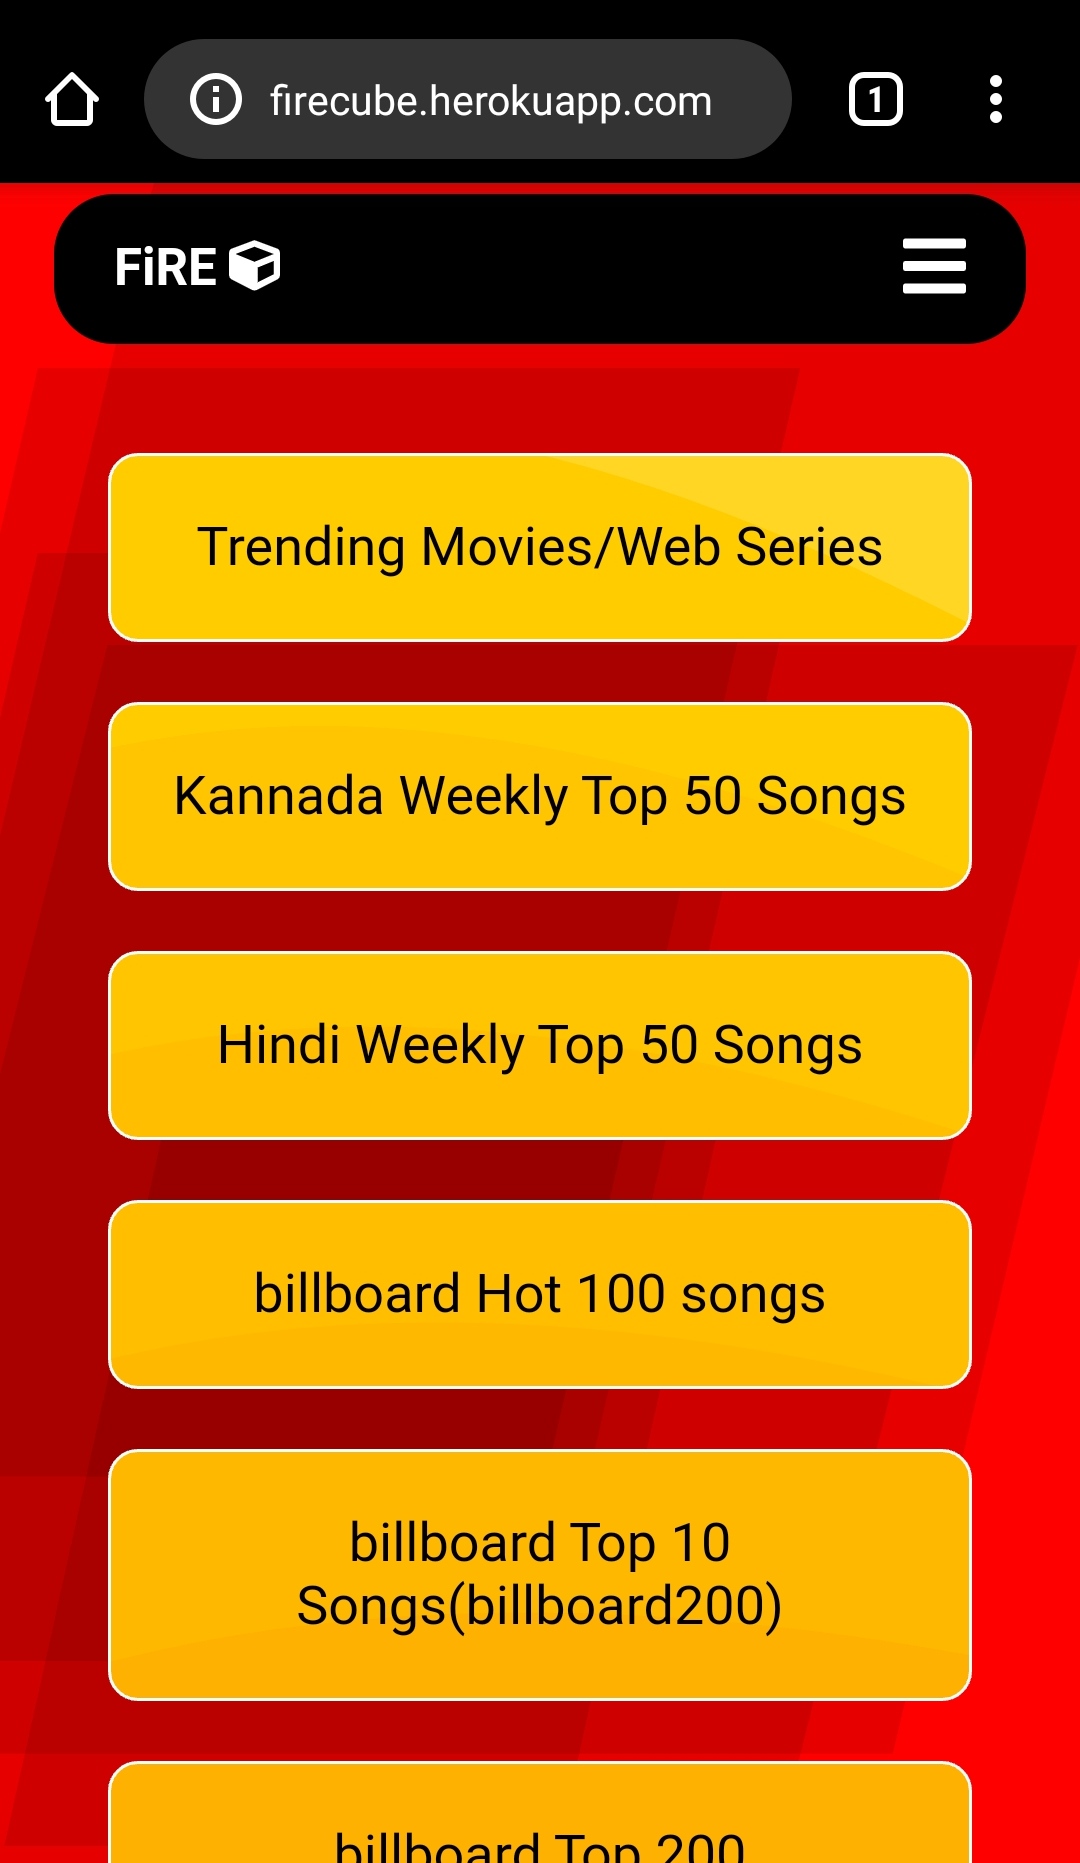 firecube.herokuapp.com
1
FiRE
Trending Movies/Web Series
Kannada Weekly Top 50 Songs
Hindi Weekly Top 50 Songs
billboard Hot 100 songs
billboard Top 10
Songs(billboard200)
billboard Top 200